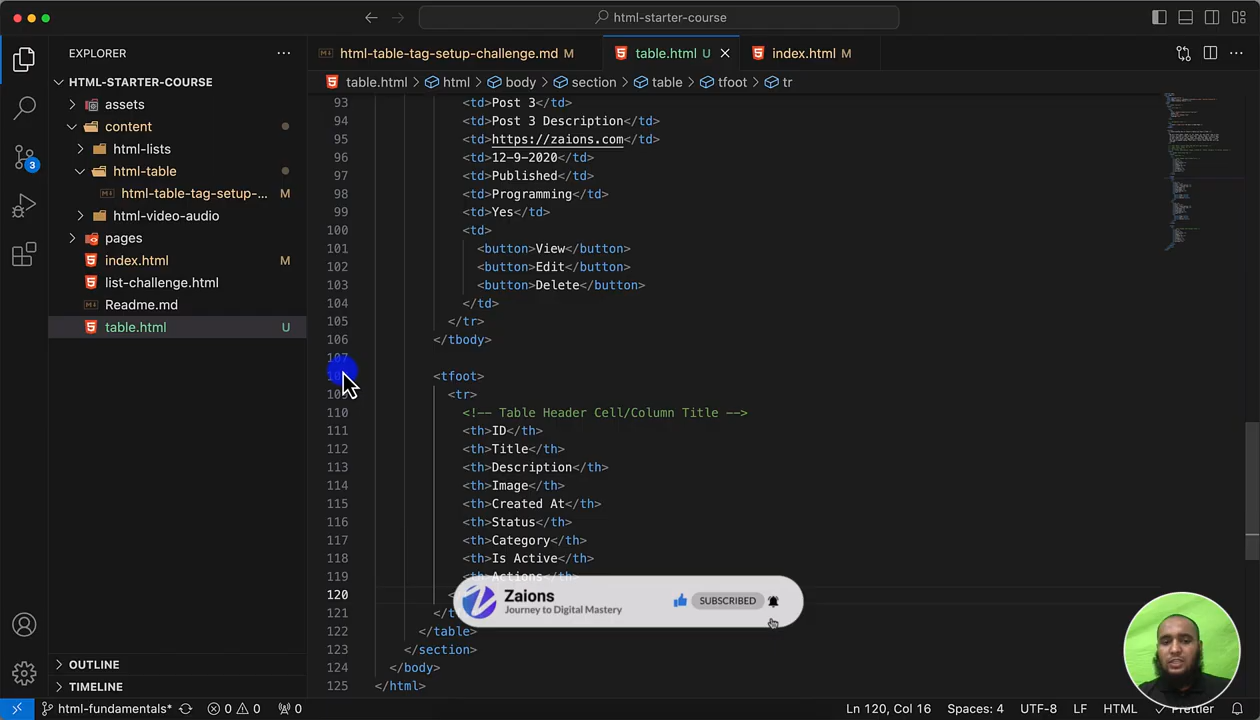 html-starter-course
EXPLORER
html-table-tag-setup-challenge.md M
table.html U
index.html M
table.html > html > body > section > table > tfoot > tr
HTML-STARTER-COURSE
assets
content
html-lists
html-table
html-table-tag-setup-... M
html-video-audio
pages
index.html M
list-challenge.html
Readme.md
table.html U
3
93 <td>Post 3</td>
94 <td>Post 3 Description</td>
95 <td>https://zaions.com</td>
96 <td>12-9-2020</td>
97 <td>Published</td>
98 <td>Programming</td>
99 <td>Yes</td>
100 <td>
101 <button>View</button>
102 <button>Edit</button>
103 <button>Delete</button>
104 </td>
105 </tr>
106 </tbody>
107
<tfoot>
<tr>
110 <!-- Table Header Cell/Column Title -->
111 <th>ID</th>
112 <th>Title</th>
113 <th>Description</th>
114 <th>Image</th>
115 <th>Created At</th>
116 <th>Status</th>
117 <th>Category</th>
118 <th>Is Active</th>
119 <th>Actions</th>
120
121
122 </table>
123 </section>
124 </body>
125 </html>
Zaions
Journey to Digital Mastery
SUBSCRIBED
OUTLINE
TIMELINE
html-fundamentals* 0 0 0 Ln 120, Col 16 Spaces: 4 UTF-8 LF HTML Prettier